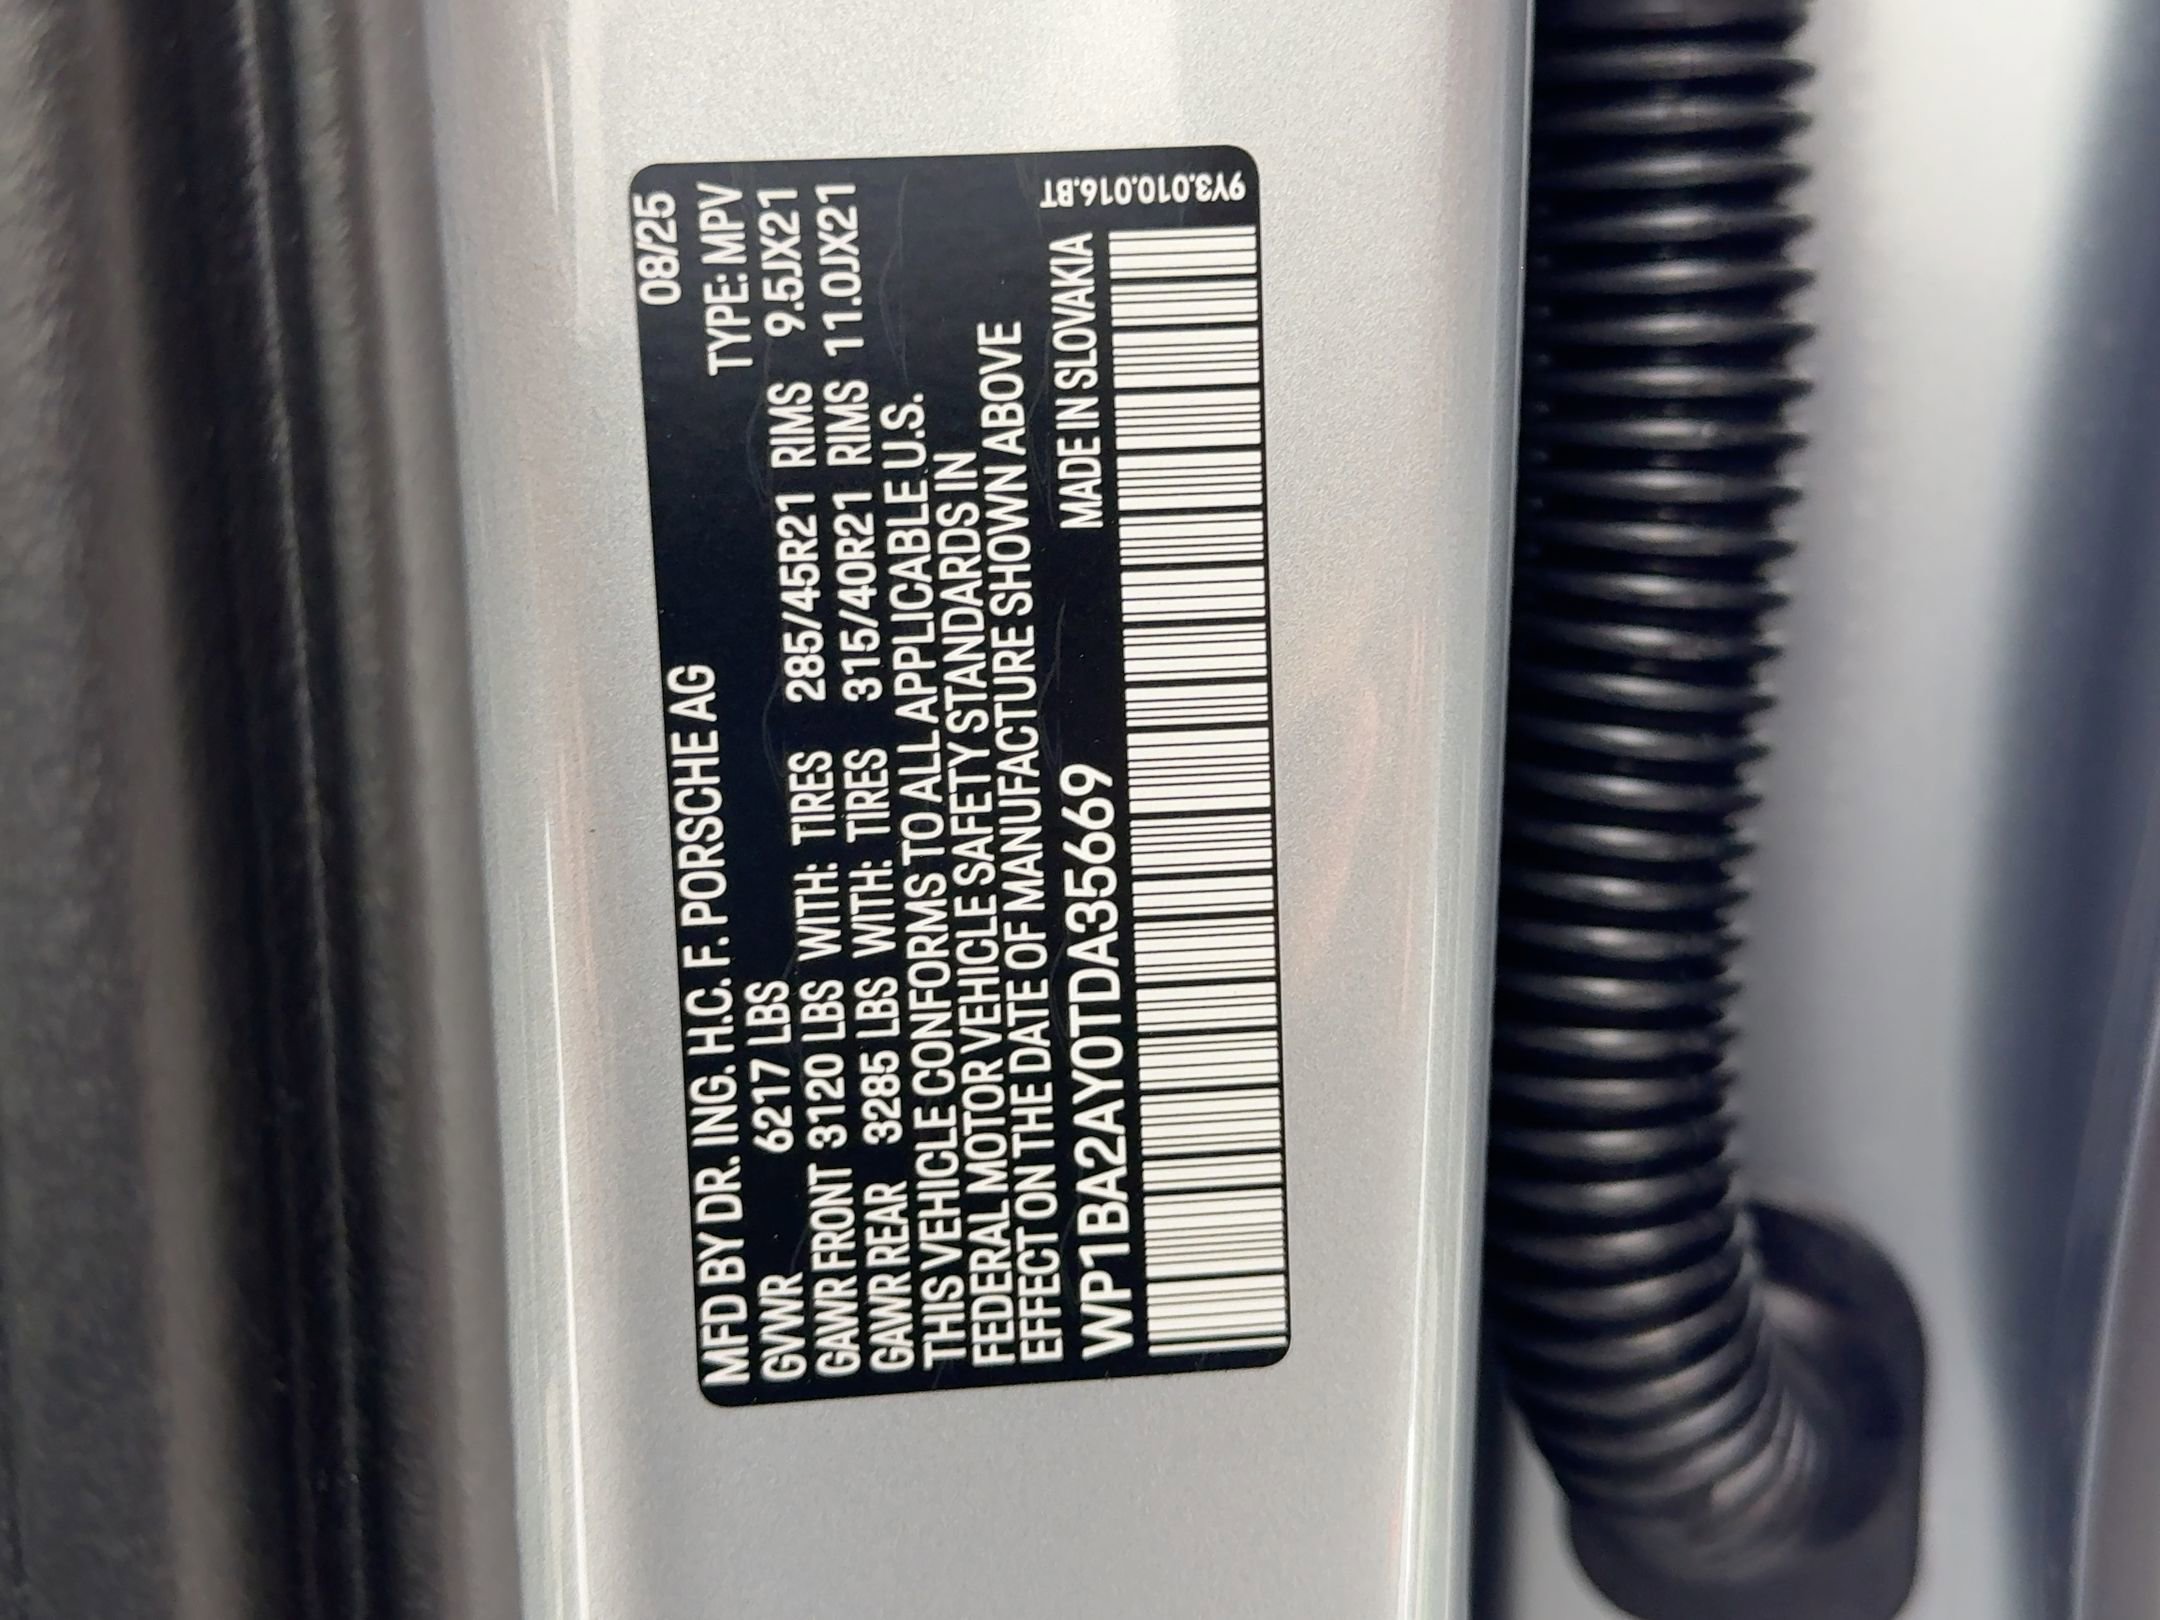 MFD BY DR. ING. H.C. F. PORSCHE AG 08/25
GVWR 6217 LBS TYPE: MPV
GAWR FRONT 3120 LBS WITH: TIRES 285/45R21 RIMS 9.5JX21
GAWR REAR 3285 LBS WITH: TIRES 315/40R21 RIMS 11.0JX21
THIS VEHICLE CONFORMS TO ALL APPLICABLE U.S.
FEDERAL MOTOR VEHICLE SAFETY STANDARDS IN
EFFECT ON THE DATE OF MANUFACTURE SHOWN ABOVE
WP1BA2AY0TDA35669 MADE IN SLOVAKIA
9Y3.010.016.BT